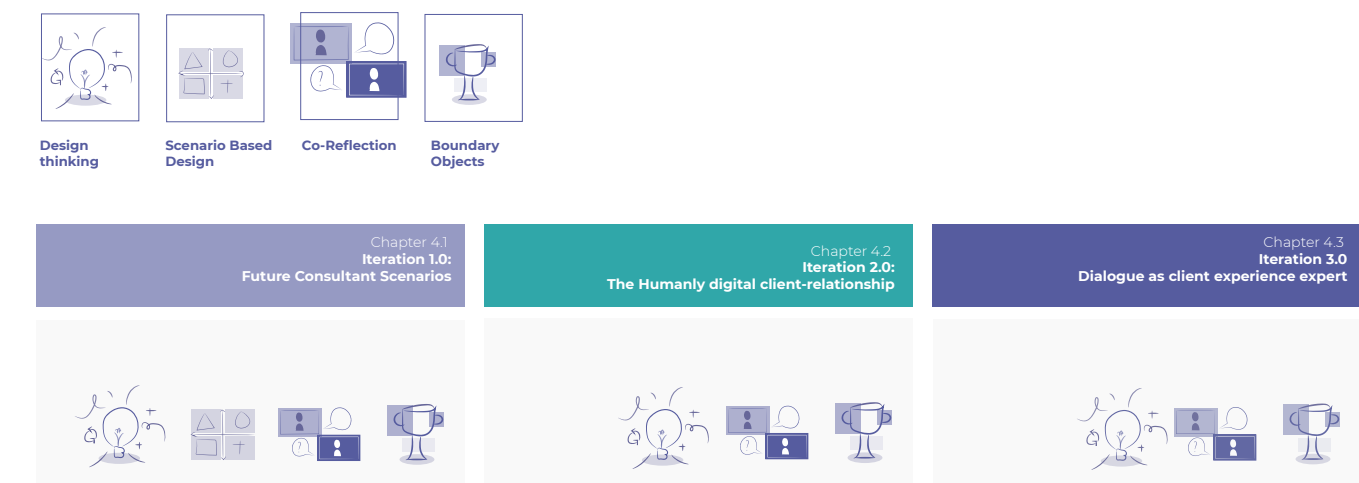 Design
thinking
Scenario Based
Design
Co-Reflection
Boundary
Objects
Chapter 4.1
Iteration 1.0:
Future Consultant Scenarios
Chapter 4.2
Iteration 2.0:
The Humanly digital client-relationship
Chapter 4.3
Iteration 3.0
Dialogue as client experience expert